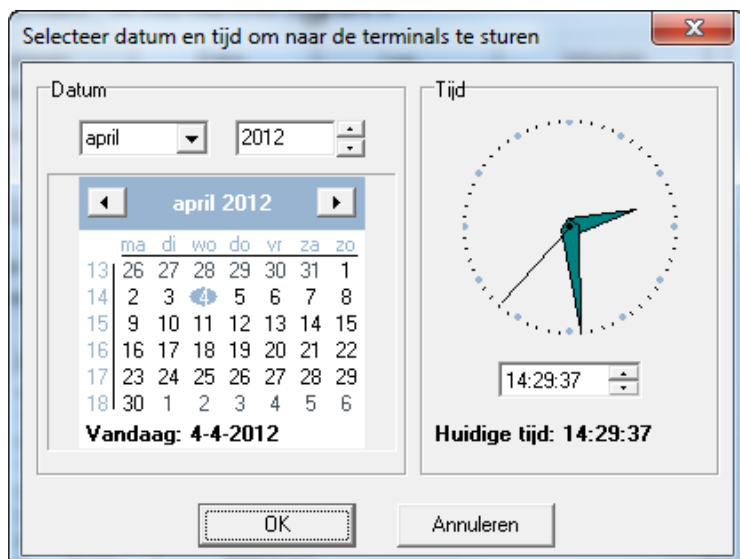 Selecteer datum en tijd om naar de terminals te sturen
Datum
april 2012
april 2012
ma di wo do vr za zo
13 26 27 28 29 30 31 1
14 2 3 4 5 6 7 8
15 9 10 11 12 13 14 15
16 16 17 18 19 20 21 22
17 23 24 25 26 27 28 29
18 30 1 2 3 4 5 6
Vandaag: 4-4-2012
Tijd
14:29:37
Huidige tijd: 14:29:37
OK Annuleren